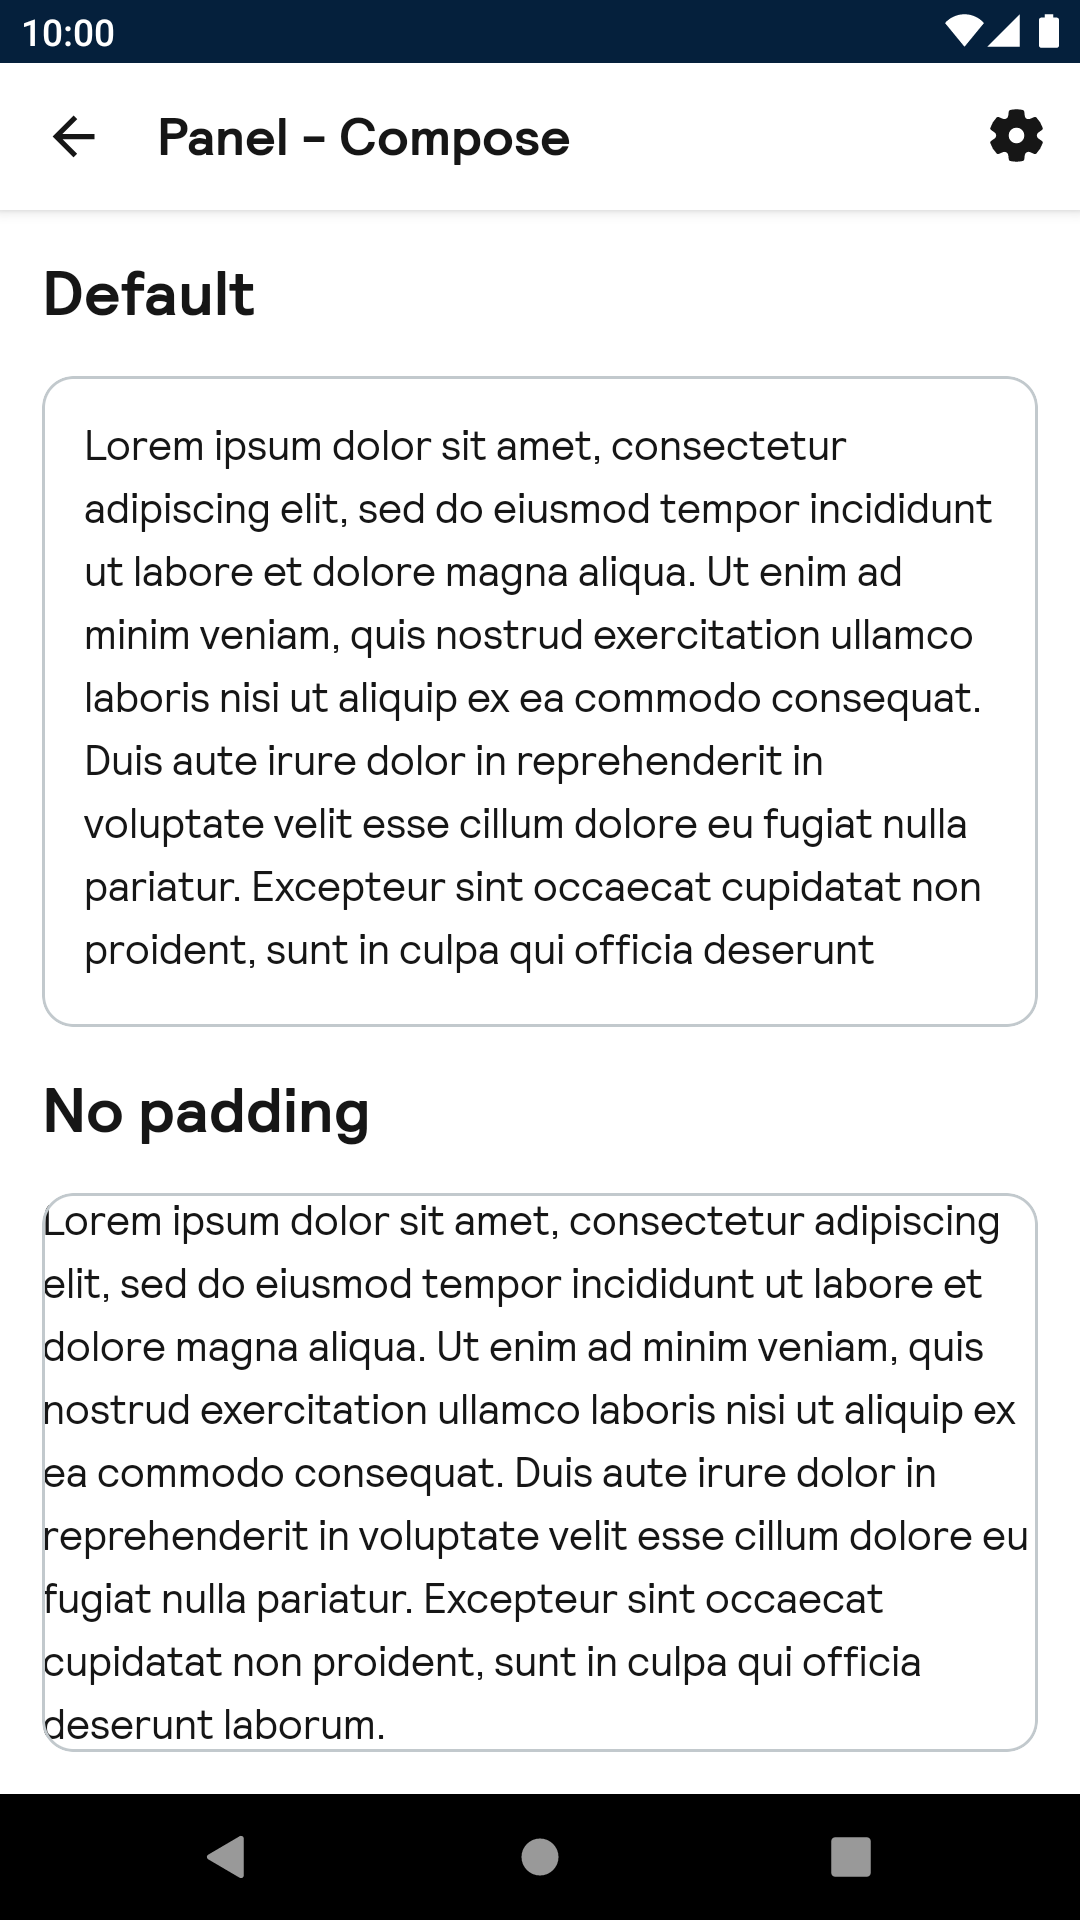 10:00
Panel - Compose
Default
Lorem ipsum dolor sit amet, consectetur
adipiscing elit, sed do eiusmod tempor incididunt
ut labore et dolore magna aliqua. Ut enim ad
minim veniam, quis nostrud exercitation ullamco
laboris nisi ut aliquip ex ea commodo consequat.
Duis aute irure dolor in reprehenderit in
voluptate velit esse cillum dolore eu fugiat nulla
pariatur. Excepteur sint occaecat cupidatat non
proident, sunt in culpa qui officia deserunt
No padding
Lorem ipsum dolor sit amet, consectetur adipiscing
elit, sed do eiusmod tempor incididunt ut labore et
dolore magna aliqua. Ut enim ad minim veniam, quis
nostrud exercitation ullamco laboris nisi ut aliquip ex
ea commodo consequat. Duis aute irure dolor in
reprehenderit in voluptate velit esse cillum dolore eu
fugiat nulla pariatur. Excepteur sint occaecat
cupidatat non proident, sunt in culpa qui officia
deserunt laborum.